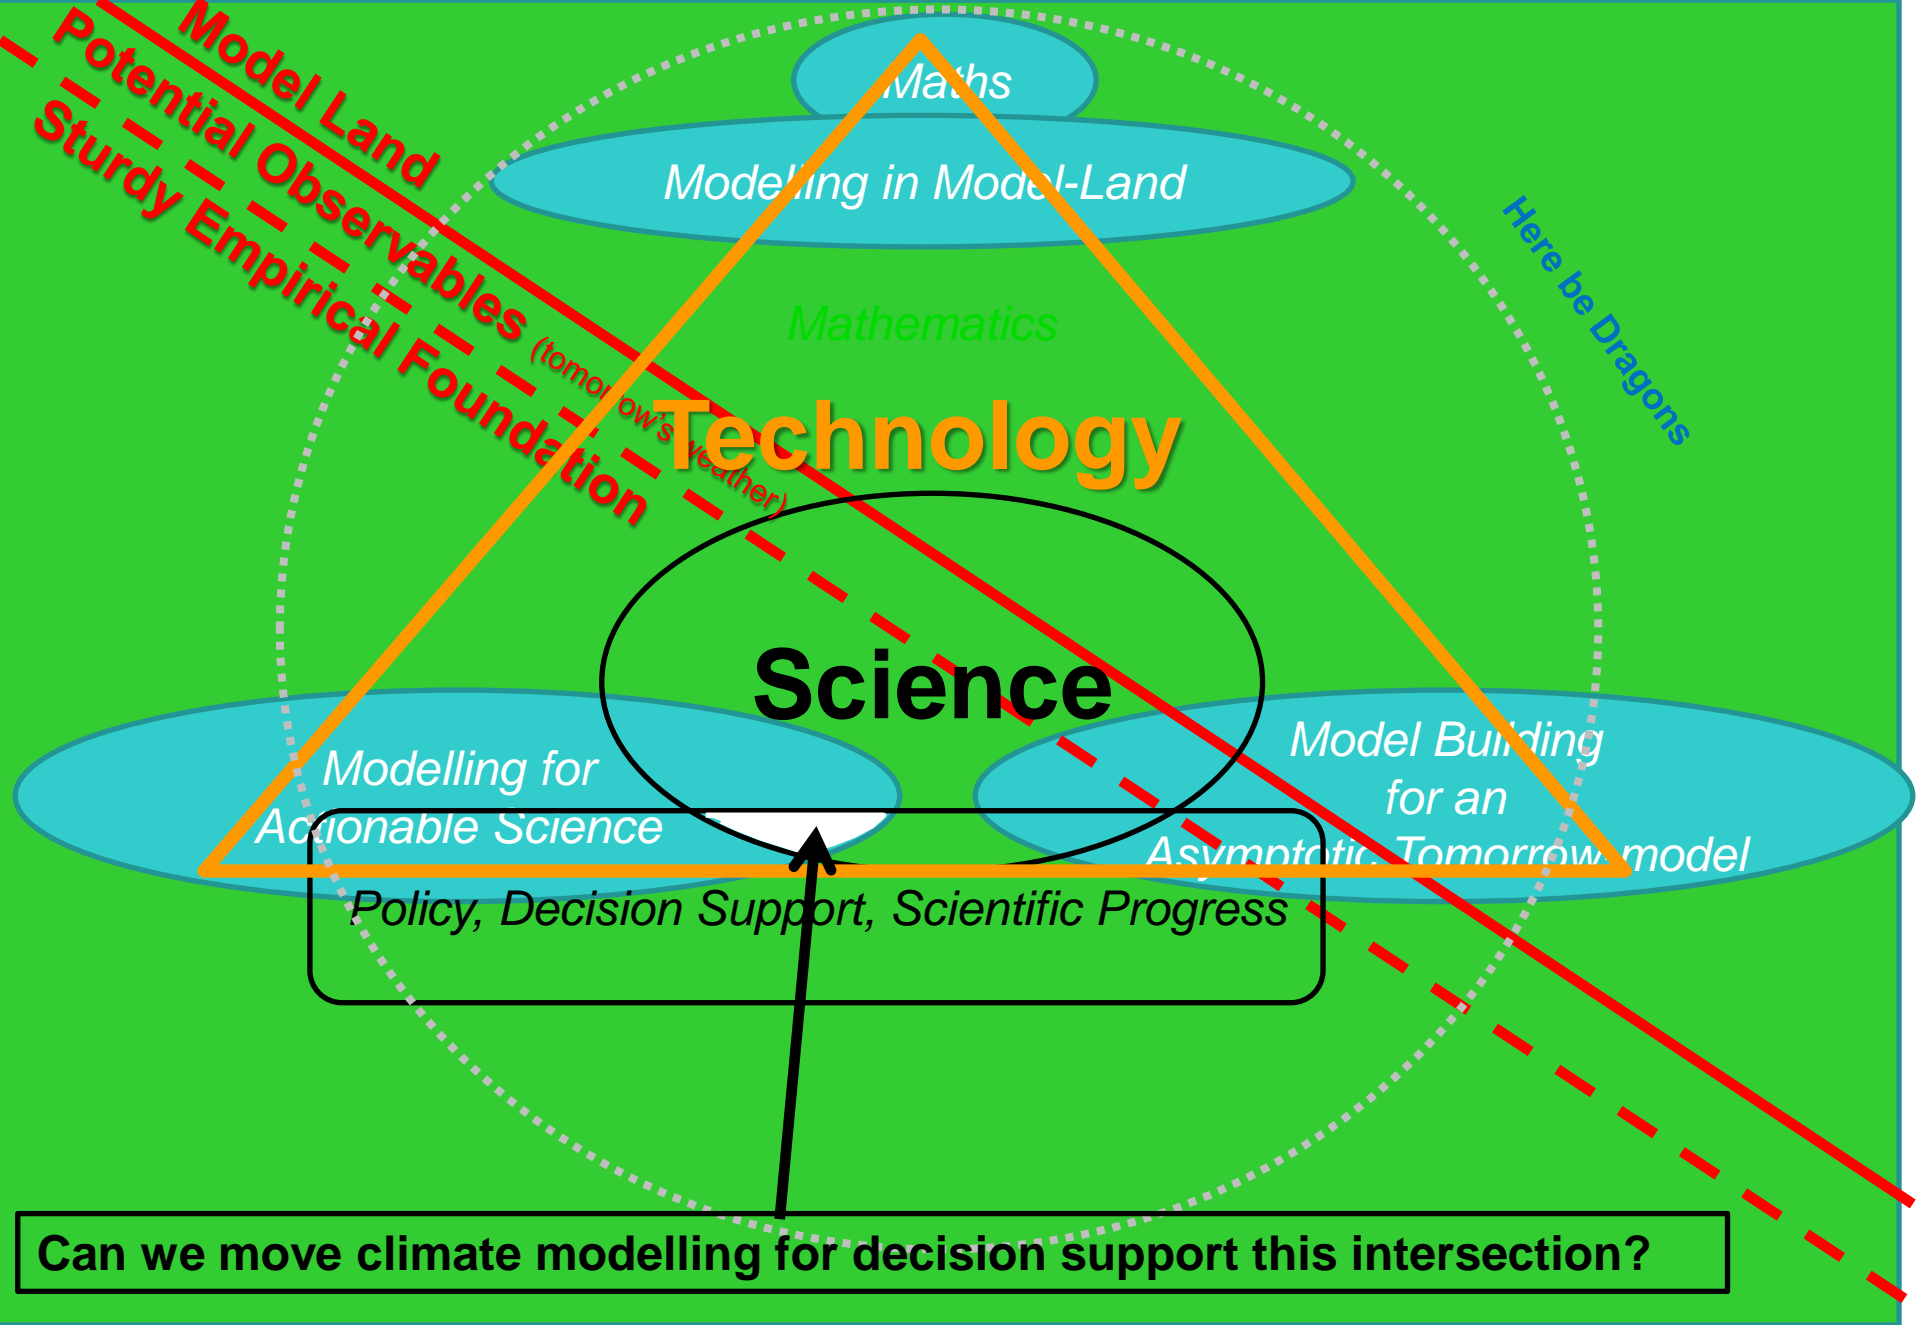 Maths
Modelling in Model-Land
Model Land
Potential Observables (tomorrow's weather)
Sturdy Empirical Foundation
Here be Dragons
Mathematics
Technology
Science
Modelling for
Actionable Science
Model Building
for an
Asymptotic Tomorrow-model
Policy, Decision Support, Scientific Progress
Can we move climate modelling for decision support this intersection?